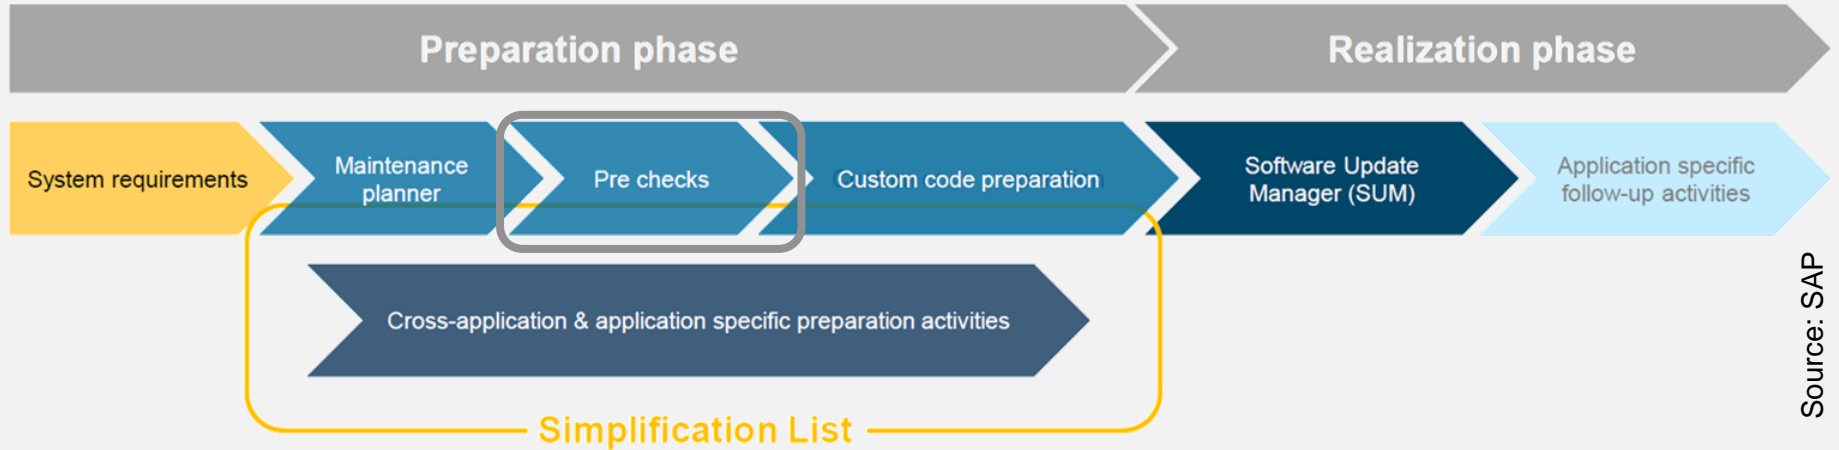 Preparation phase
Realization phase
System requirements
Maintenance
planner
Pre checks
Custom code preparation
Software Update
Manager (SUM)
Application specific
follow-up activities
Cross-application & application specific preparation activities
Simplification List
Source: SAP